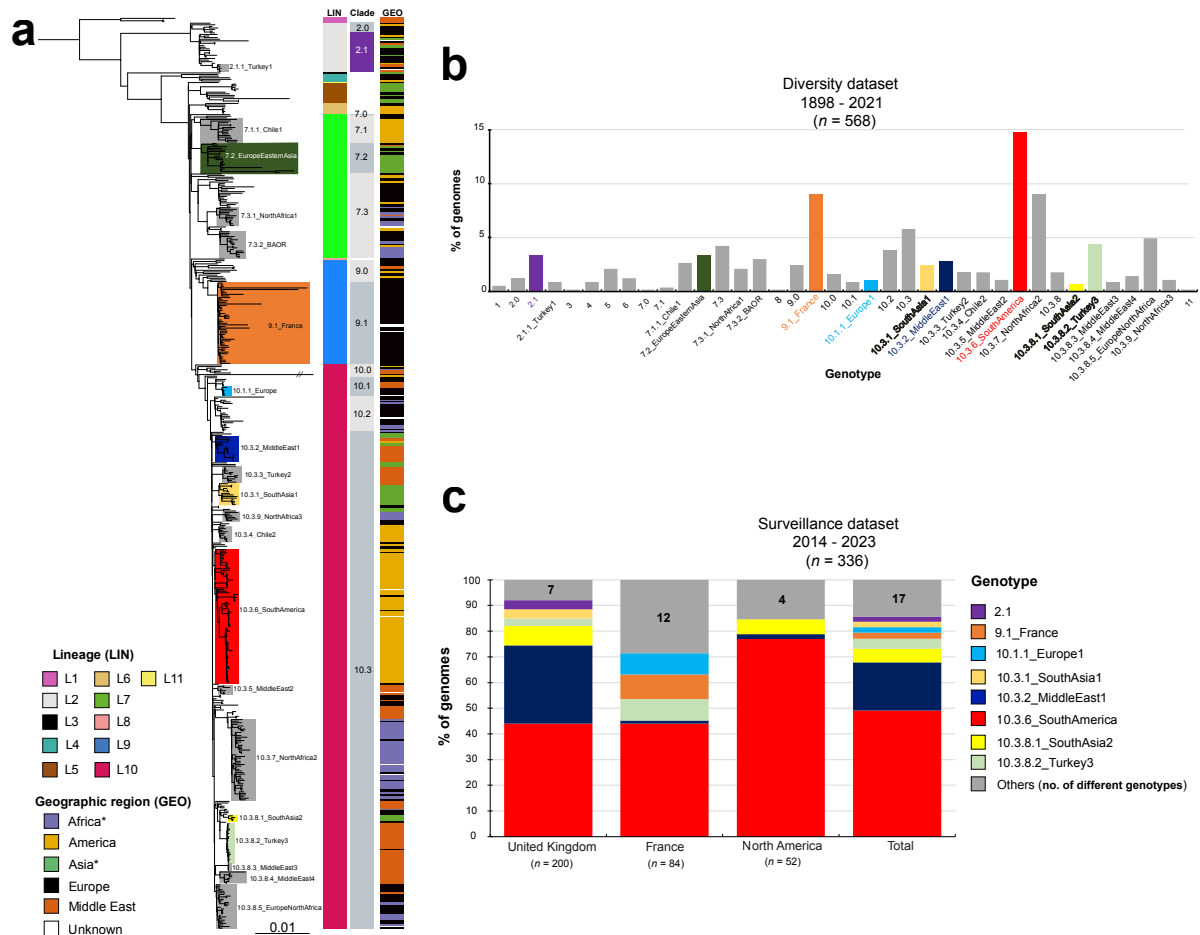 a
LIN
Clade
GEO
2.0
2.1
2.1.1_Turkey1
7.0
7.1.1_Chile1
7.1
7.2_EuropeEasternAsia
7.2
7.3
7.3.1_NorthAfrica1
7.3.2_BAOR
9.0
9.1_France
9.1
//
10.0
10.1
10.1.1_Europe
10.2
10.3.2_MiddleEast1
10.3.3_Turkey2
10.3.1_SouthAsia1
10.3.9_NorthAfrica3
10.3.4_Chile2
10.3.6_SouthAmerica
10.3
10.3.5_MiddleEast2
10.3.7_NorthAfrica2
10.3.8.1_SouthAsia2
10.3.8.2_Turkey3
10.3.8.3_MiddleEast3
10.3.8.4_MiddleEast4
10.3.8.5_EuropeNorthAfrica
0.01
Lineage (LIN)
L1 L6 L11
L2 L7
L3 L8
L4 L9
L5 L10
Geographic region (GEO)
Africa*
America
Asia*
Europe
Middle East
Unknown
b
Diversity dataset
1898 - 2021
(n = 568)
% of genomes
15
10
5
0
1
2.0
2.1
2.1.1_Turkey1
3
4
5
6
7.0
7.1
7.1.1_Chile1
7.2_EuropeEasternAsia
7.3
7.3.1_NorthAfrica1
7.3.2_BAOR
8
9.0
9.1_France
10.0
10.1
10.1.1_Europe1
10.2
10.3
10.3.1_SouthAsia1
10.3.2_MiddleEast1
10.3.3_Turkey2
10.3.4_Chile2
10.3.5_MiddleEast2
10.3.6_SouthAmerica
10.3.7_NorthAfrica2
10.3.8
10.3.8.1_SouthAsia2
10.3.8.2_Turkey3
10.3.8.3_MiddleEast3
10.3.8.4_MiddleEast4
10.3.8.5_EuropeNorthAfrica
10.3.9_NorthAfrica3
11
Genotype
c
Surveillance dataset
2014 - 2023
(n = 336)
% of genomes
100
90
80
70
60
50
40
30
20
10
0
7
12
4
17
United Kingdom
(n = 200)
France
(n = 84)
North America
(n = 52)
Total
Genotype
2.1
9.1_France
10.1.1_Europe1
10.3.1_SouthAsia1
10.3.2_MiddleEast1
10.3.6_SouthAmerica
10.3.8.1_SouthAsia2
10.3.8.2_Turkey3
Others (no. of different genotypes)